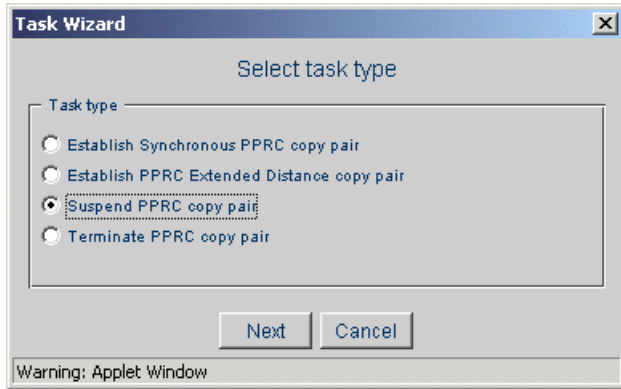 Task Wizard
Select task type
Task type
Establish Synchronous PPRC copy pair
Establish PPRC Extended Distance copy pair
Suspend PPRC copy pair
Terminate PPRC copy pair
Next Cancel
Warning: Applet Window